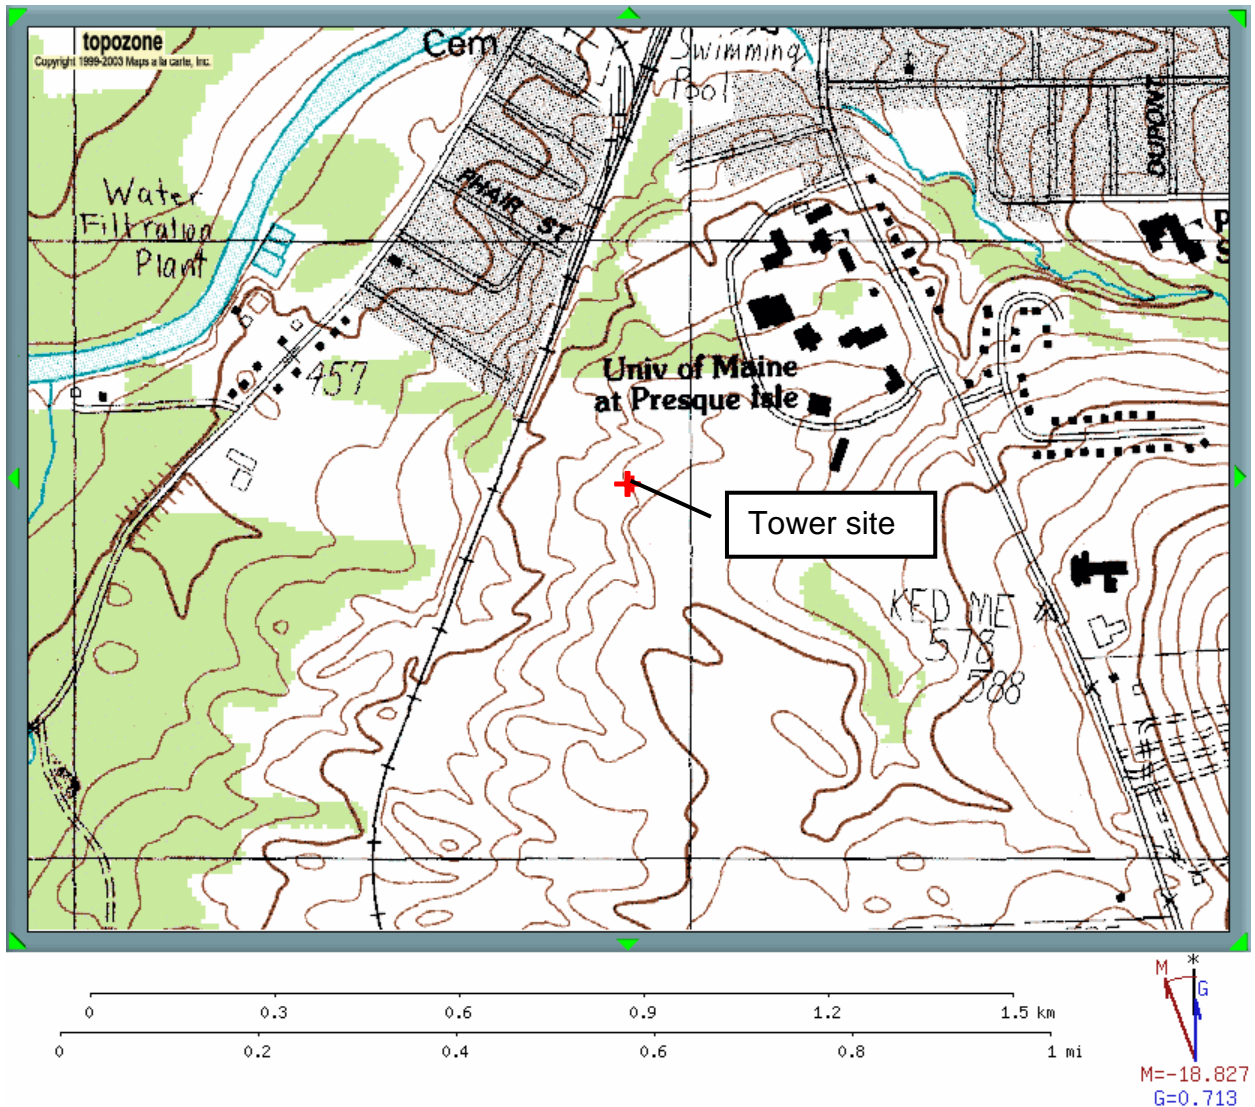 topozone
Copyright 1999-2003 Maps a la carte, Inc.
Cem
Swimming
Pool
DUPONT
Water
Filtration
Plant
PHAIR ST
P
S
457
Univ of Maine
at Presque Isle
Tower site
KED ME
578
588
M
*
G
0
0.3
0.6
0.9
1.2
1.5 km
0
0.2
0.4
0.6
0.8
1 mi
M=-18.827
G=0.713